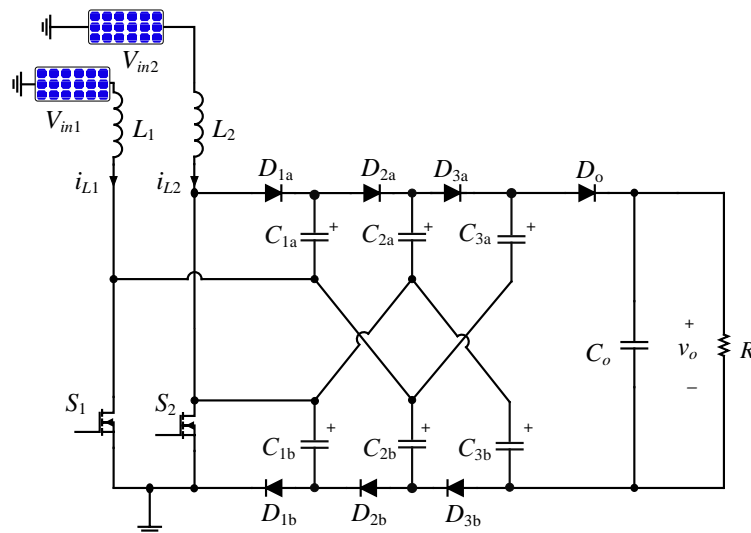 V_in2
V_in1
L_1
L_2
i_L1
i_L2
D_1a
D_2a
D_3a
D_o
C_1a
+
C_2a
+
C_3a
+
C_o
+
v_o
−
R
S_1
S_2
C_1b
+
C_2b
+
C_3b
+
D_1b
D_2b
D_3b